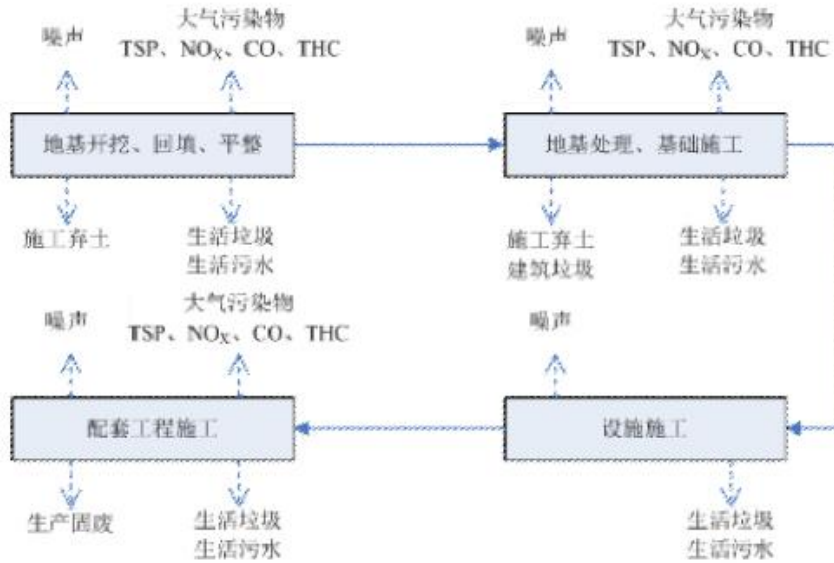 噪声
大气污染物
TSP、NOX、CO、THC
噪声
大气污染物
TSP、NOX、CO、THC
地基开挖、回填、平整
地基处理、基础施工
施工弃土
生活垃圾
生活污水
施工弃土
建筑垃圾
生活垃圾
生活污水
噪声
大气污染物
TSP、NOX、CO、THC
噪声
配套工程施工
设施施工
生产固废
生活垃圾
生活污水
生活垃圾
生活污水